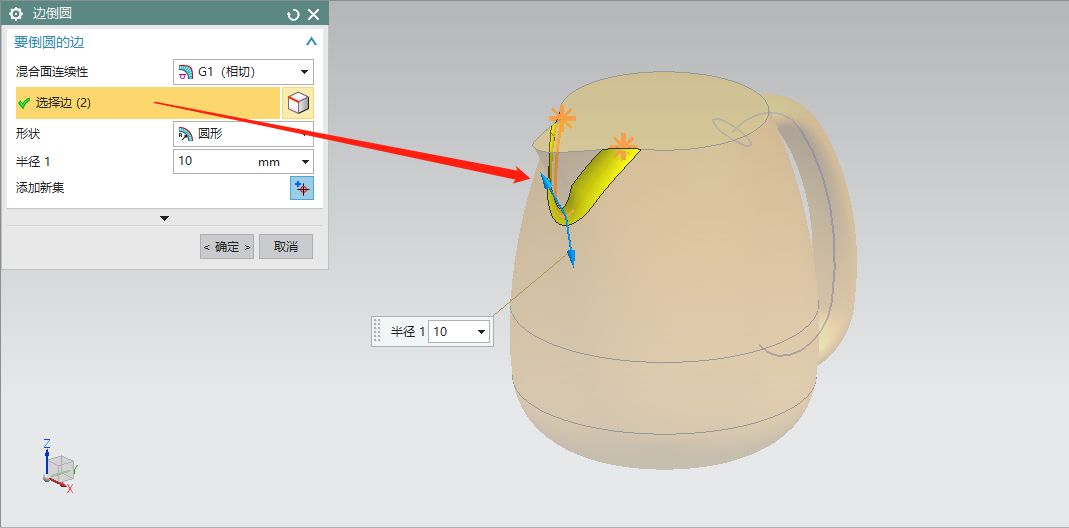 边倒圆
要倒圆的边
混合面连续性 G1（相切）
选择边 (2)
形状 圆形
半径 1 10 mm
添加新集
< 确定 > 取消
半径 1 10
Z
Y
X